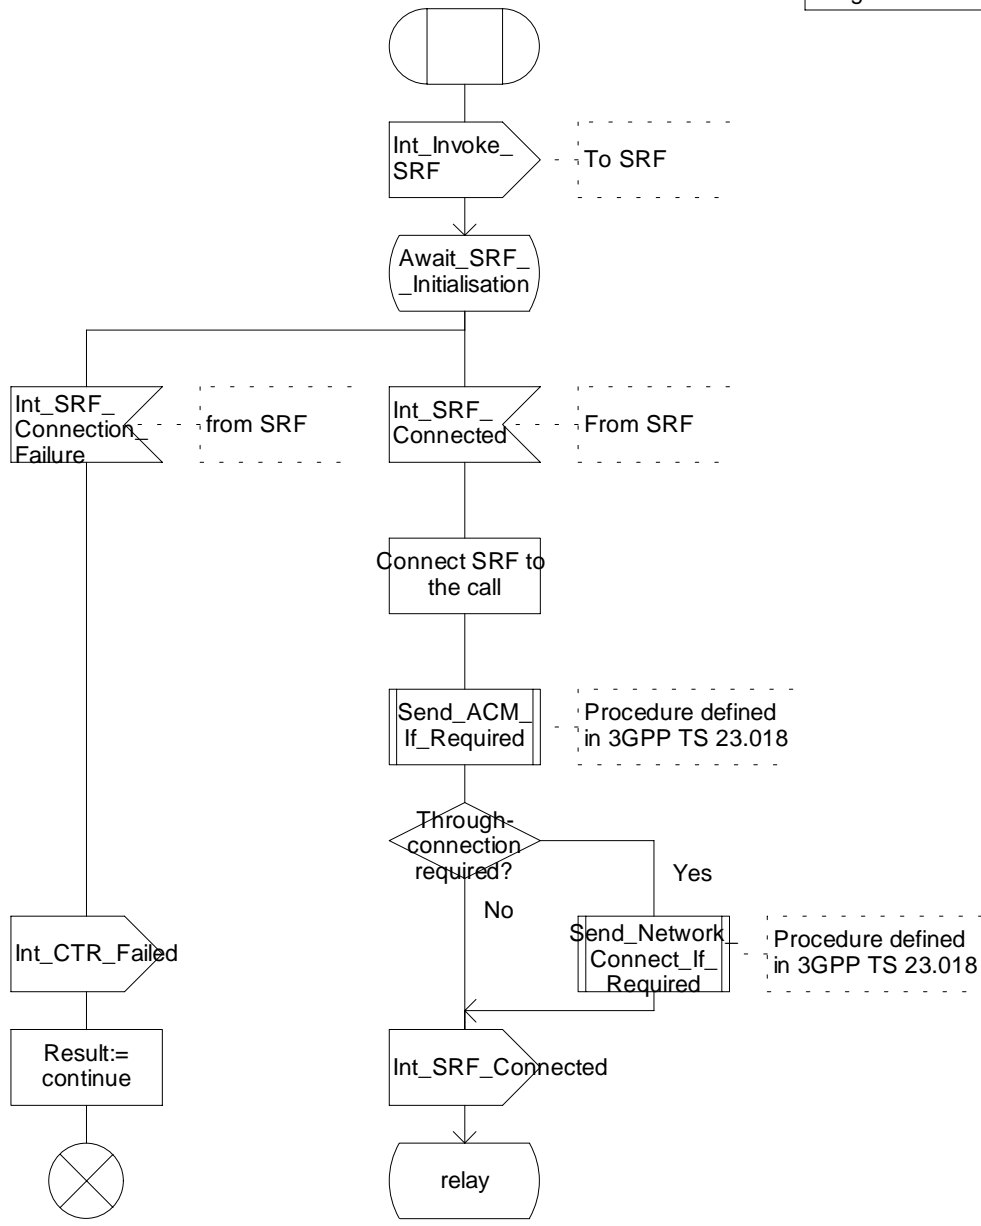 Int_Invoke_
SRF
To SRF
Await_SRF_
_Initialisation
Int_SRF_
Connection_
Failure
from SRF
Int_SRF_
Connected
From SRF
Connect SRF to
the call
Send_ACM_
If_Required
Procedure defined
in 3GPP TS 23.018
Through-
connection
required?
Yes
No
Int_CTR_Failed
Send_Network_
Connect_If_
Required
Procedure defined
in 3GPP TS 23.018
Result:=
continue
Int_SRF_Connected
relay